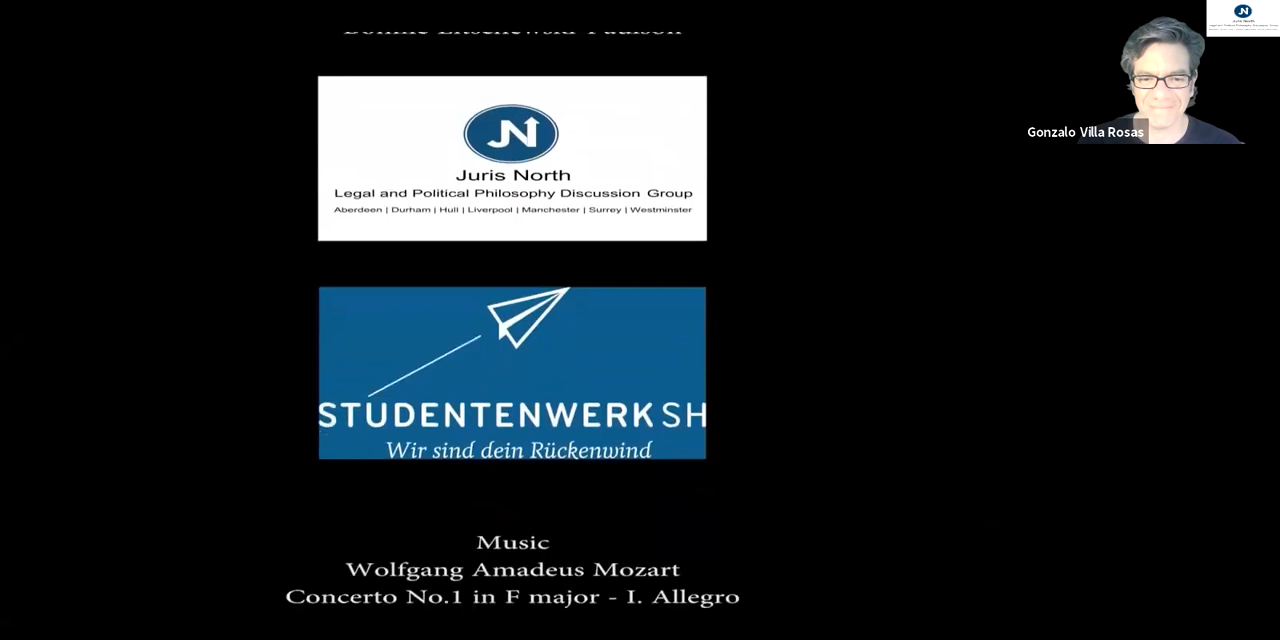 JN
Juris North
Legal and Political Philosophy Discussion Group
Aberdeen | Durham | Hull | Liverpool | Manchester | Surrey | Westminster
Gonzalo Villa Rosas
STUDENTENWERK SH
Wir sind dein Rückenwind
Music
Wolfgang Amadeus Mozart
Concerto No.1 in F major - I. Allegro